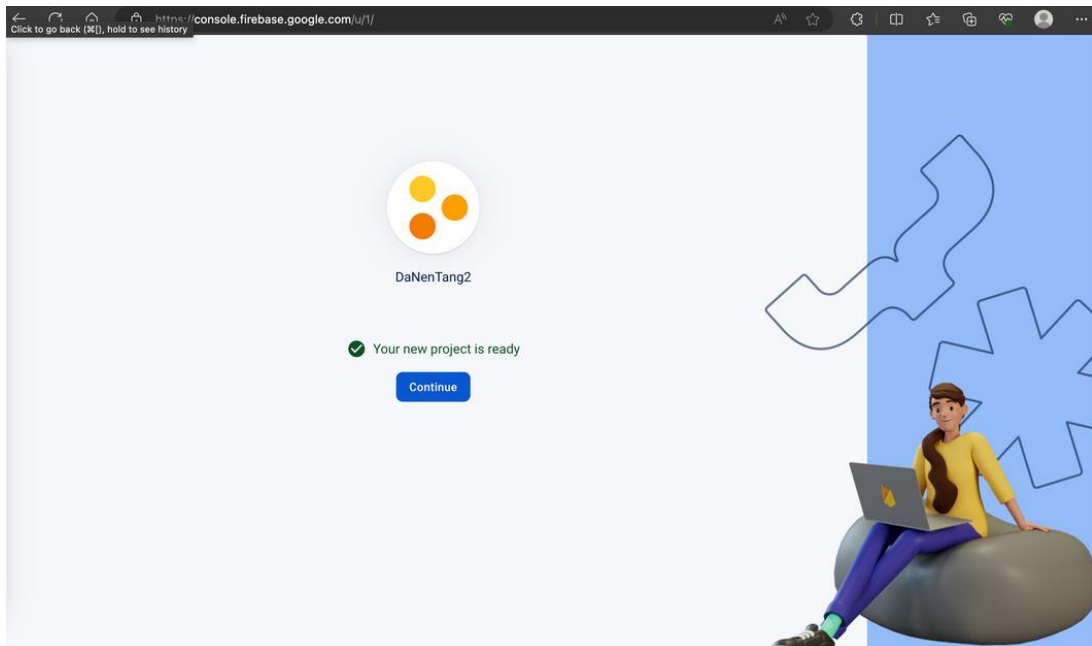 https://console.firebase.google.com/u/1/
Click to go back (⌘[), hold to see history
DaNenTang2
Your new project is ready
Continue